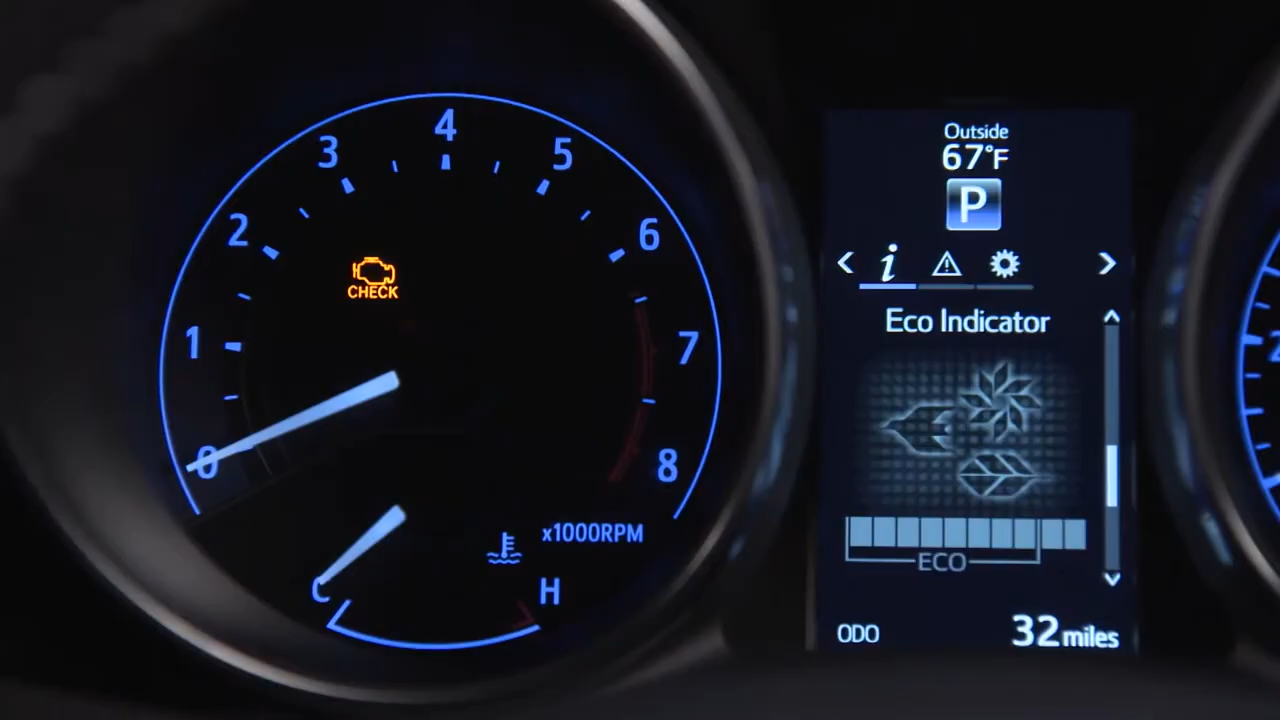 0
1
2
3
4
5
6
7
8
CHECK
x1000RPM
C
H
Outside
67°F
P
i
Eco Indicator
ECO
ODO 32 miles
2